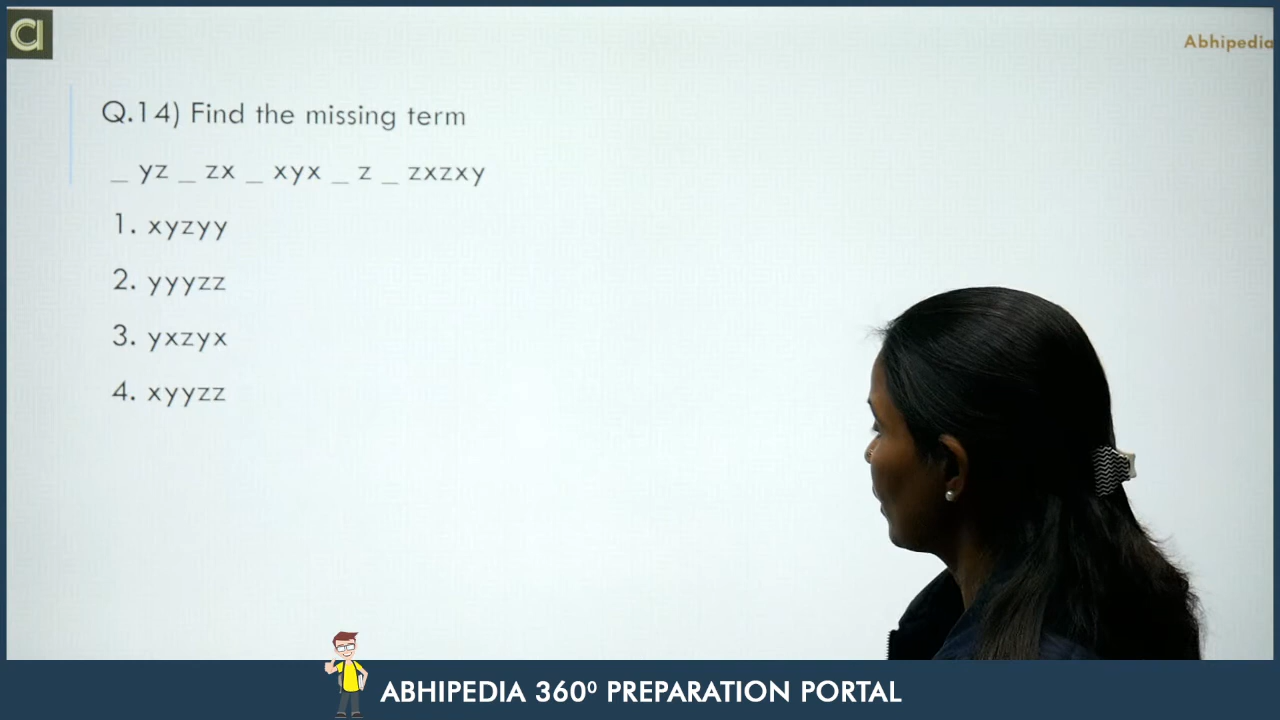 a
Abhipedia
Q.14) Find the missing term
_ yz _ zx _ xyx _ z _ zxzxy
1. xyzyy
2. yyyzz
3. yxzyx
4. xyyzz
ABHIPEDIA 360⁰ PREPARATION PORTAL